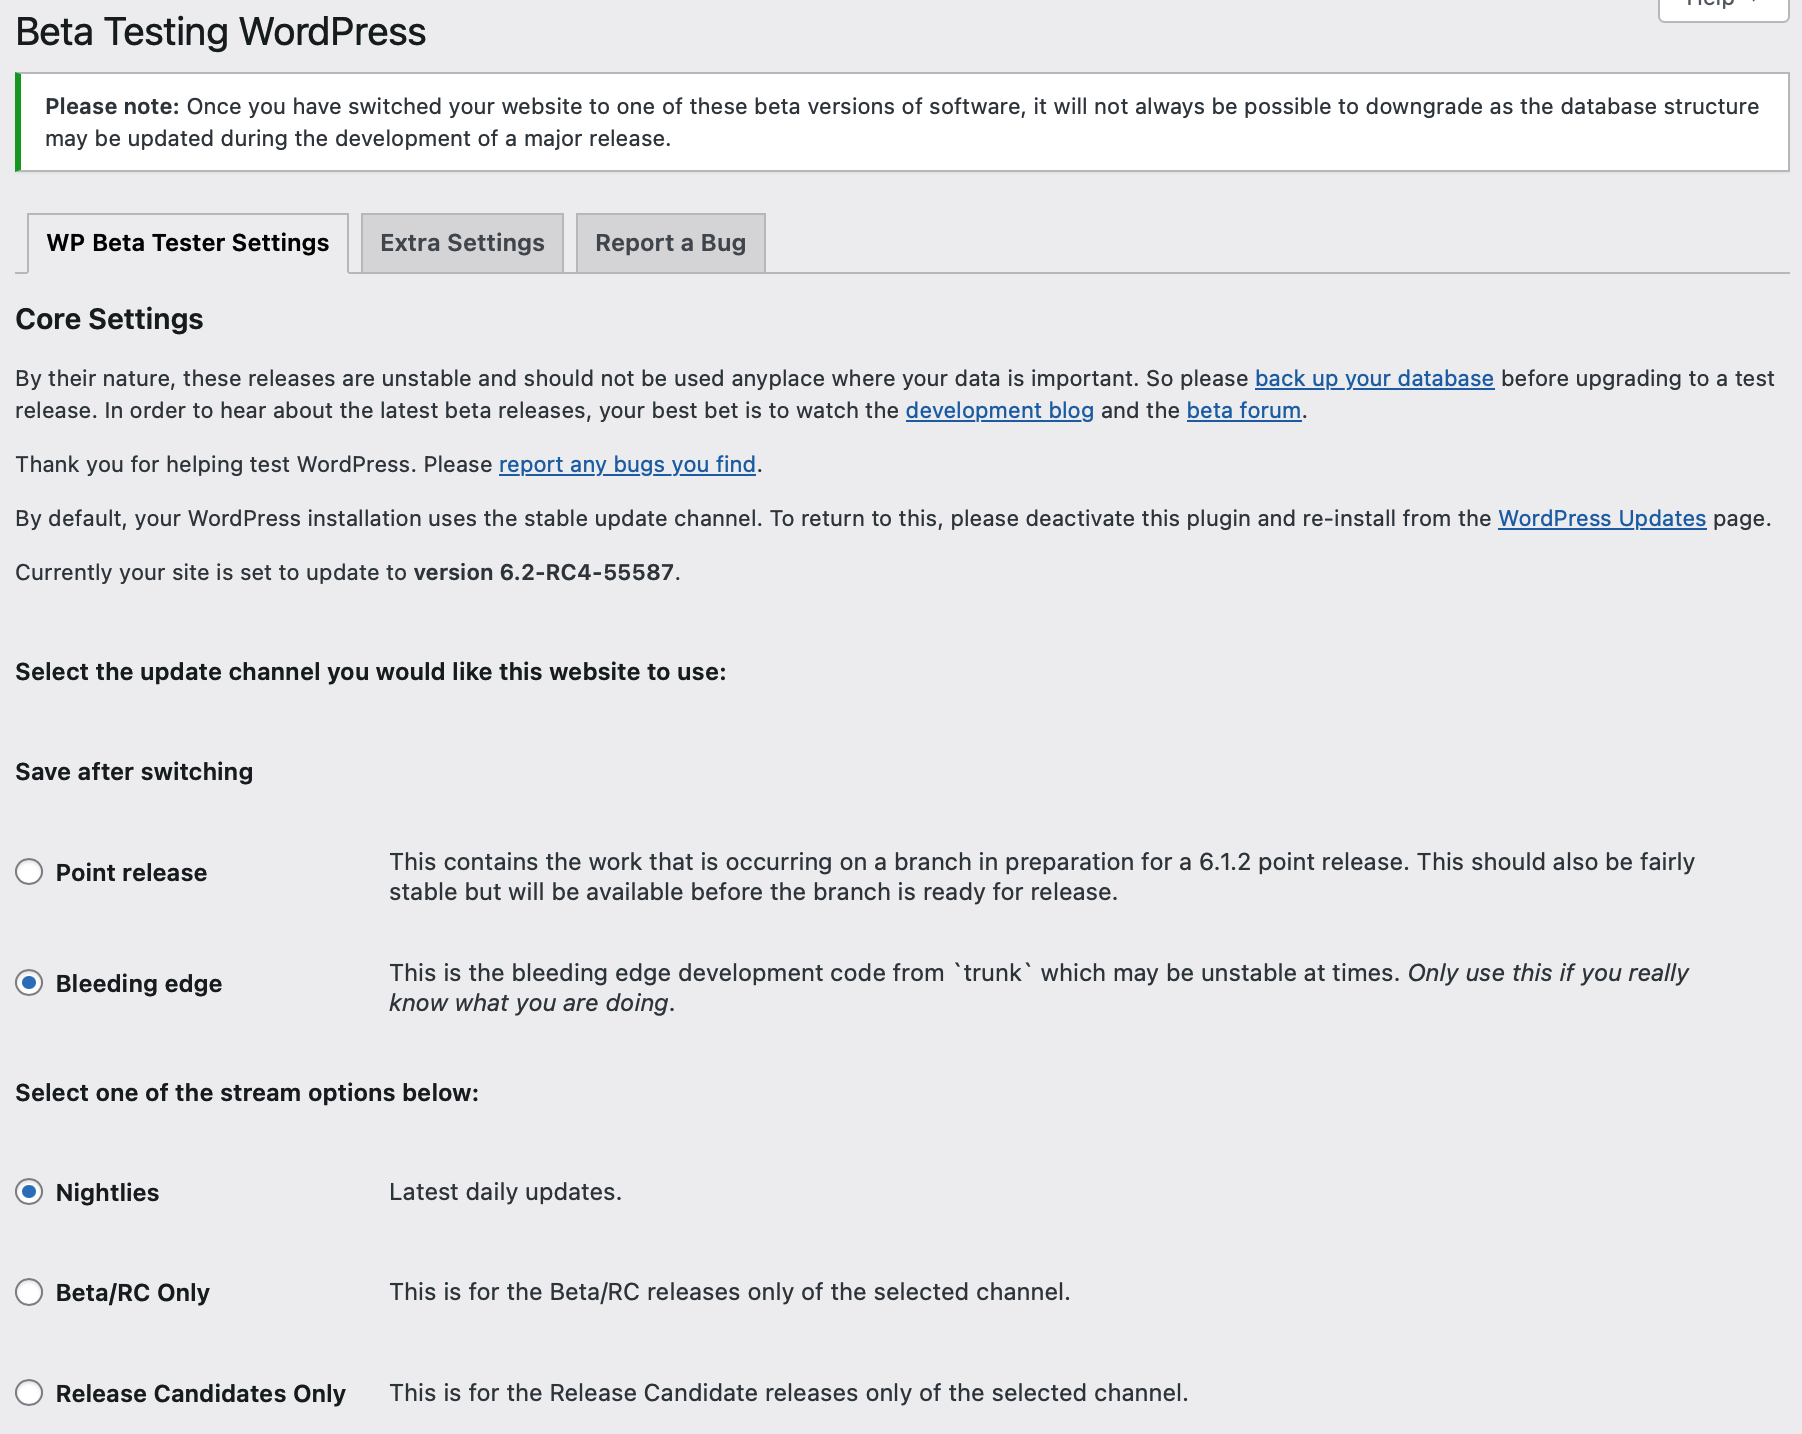 Help
Beta Testing WordPress
Please note: Once you have switched your website to one of these beta versions of software, it will not always be possible to downgrade as the database structure
may be updated during the development of a major release.
WP Beta Tester Settings
Extra Settings
Report a Bug
Core Settings
By their nature, these releases are unstable and should not be used anyplace where your data is important. So please back up your database before upgrading to a test
release. In order to hear about the latest beta releases, your best bet is to watch the development blog and the beta forum.
Thank you for helping test WordPress. Please report any bugs you find.
By default, your WordPress installation uses the stable update channel. To return to this, please deactivate this plugin and re-install from the WordPress Updates page.
Currently your site is set to update to version 6.2-RC4-55587.
Select the update channel you would like this website to use:
Save after switching
Point release
This contains the work that is occurring on a branch in preparation for a 6.1.2 point release. This should also be fairly
stable but will be available before the branch is ready for release.
Bleeding edge
This is the bleeding edge development code from `trunk` which may be unstable at times. Only use this if you really
know what you are doing.
Select one of the stream options below:
Nightlies
Latest daily updates.
Beta/RC Only
This is for the Beta/RC releases only of the selected channel.
Release Candidates Only
This is for the Release Candidate releases only of the selected channel.